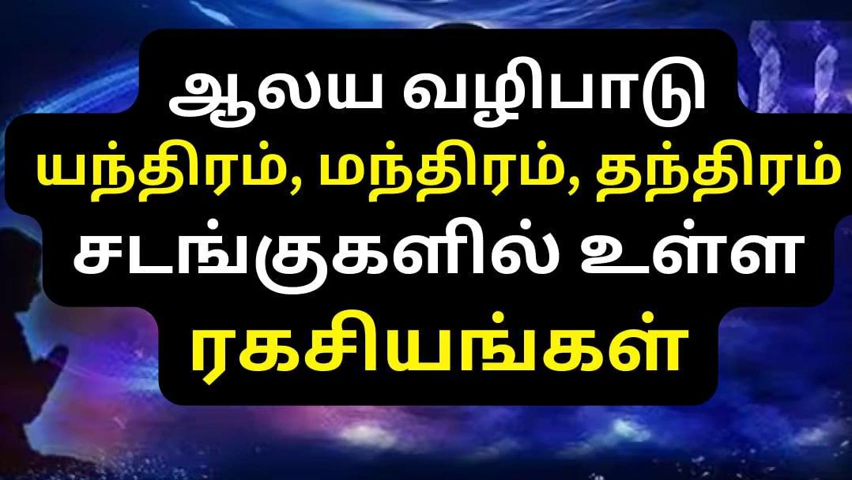 ஆலய வழிபாடு
யந்திரம், மந்திரம், தந்திரம்
சடங்குகளில் உள்ள
ரகசியங்கள்